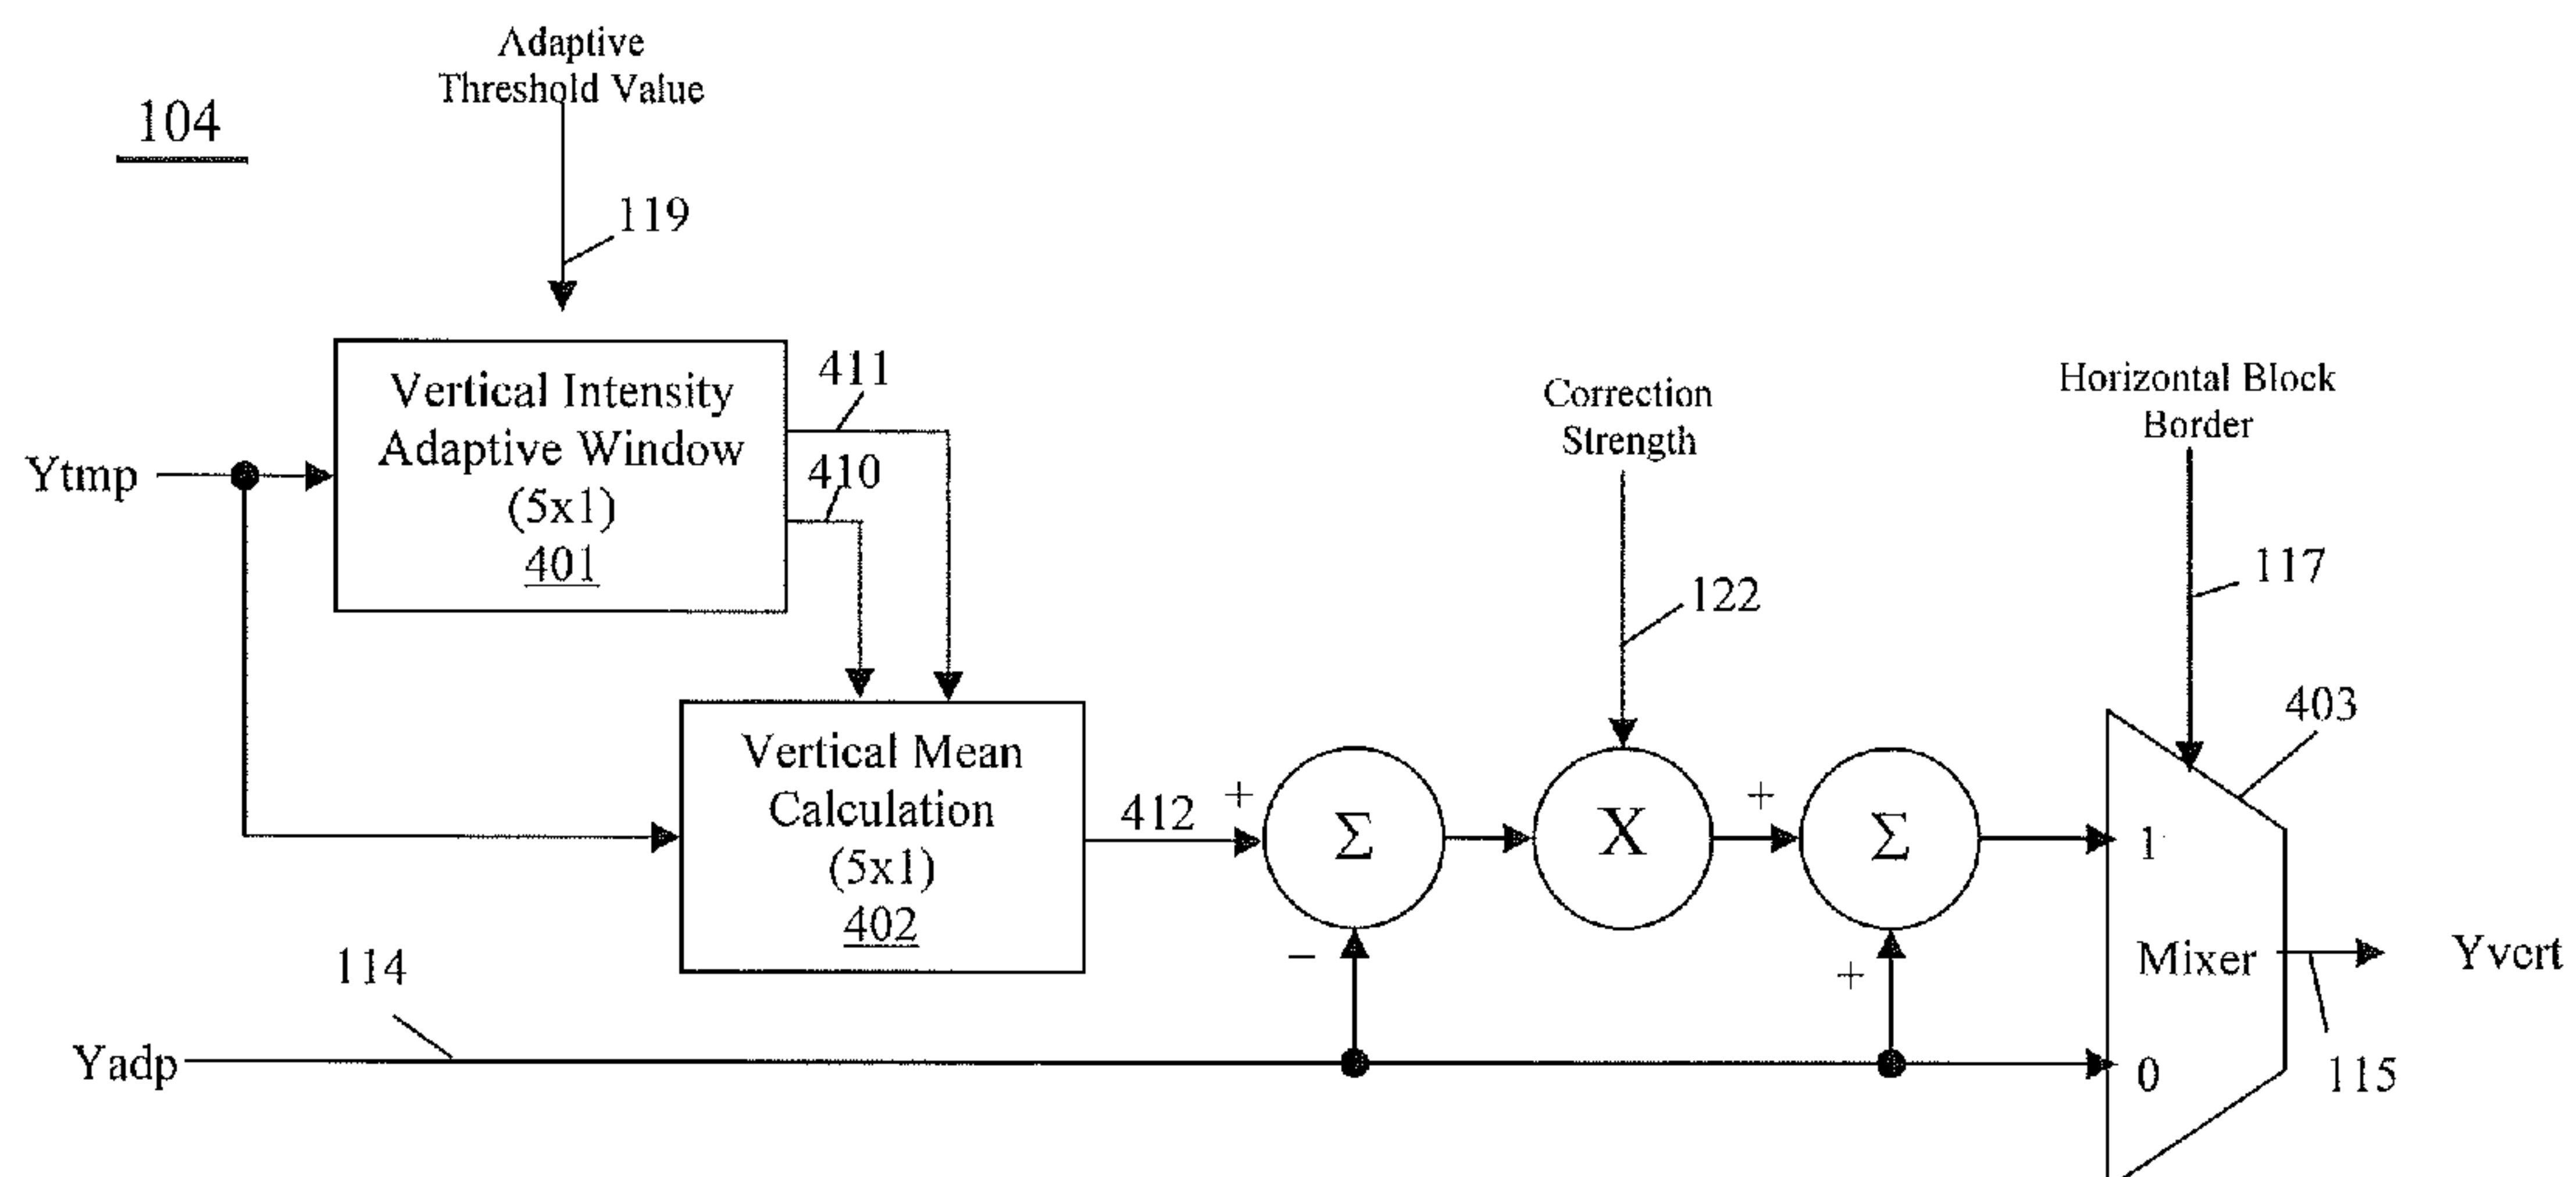 Adaptive
Threshold Value
104
119
Vertical Intensity
Adaptive Window
(5x1)
401
411
410
Ytmp
Correction
Strength
Horizontal Block
Border
122
117
403
Vertical Mean
Calculation
(5x1)
402
412
+
Σ
X
+
Σ
1
−
+
Mixer
Yvert
114
Yadp
0
115